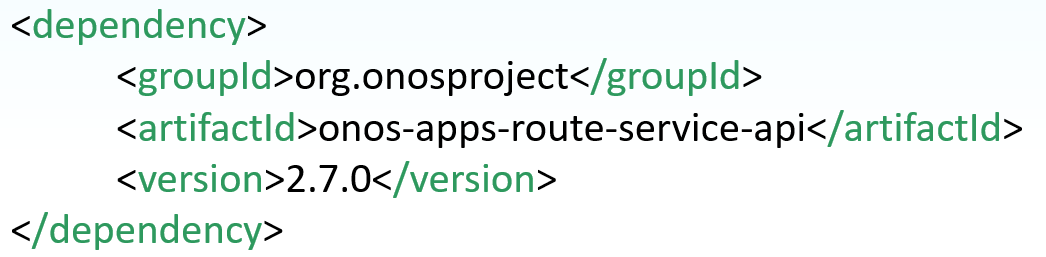 <dependency>
<groupId>org.onosproject</groupId>
<artifactId>onos-apps-route-service-api</artifactId>
<version>2.7.0</version>
</dependency>